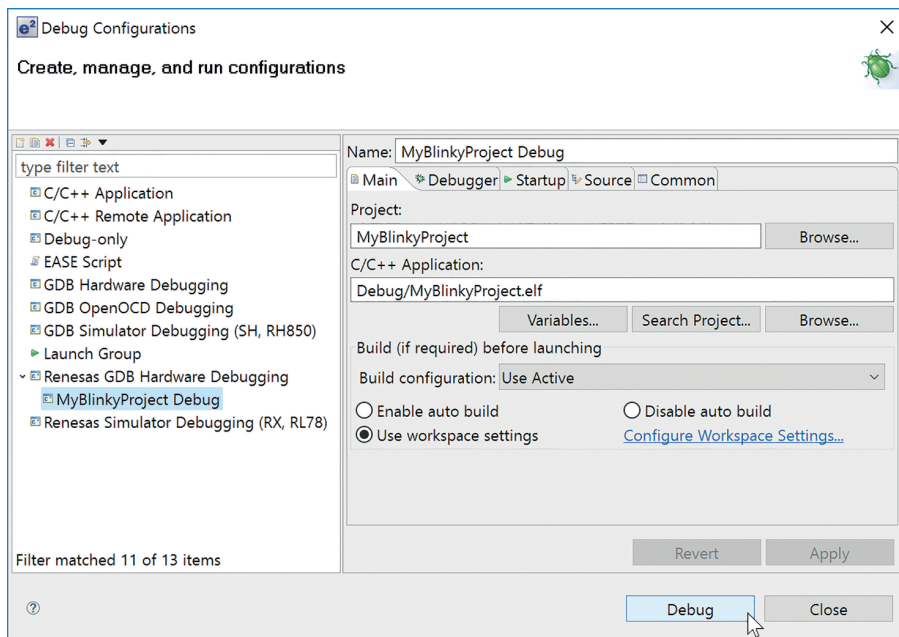 e² Debug Configurations
Create, manage, and run configurations
type filter text
C/C++ Application
C/C++ Remote Application
Debug-only
EASE Script
GDB Hardware Debugging
GDB OpenOCD Debugging
GDB Simulator Debugging (SH, RH850)
Launch Group
Renesas GDB Hardware Debugging
MyBlinkyProject Debug
Renesas Simulator Debugging (RX, RL78)
Filter matched 11 of 13 items
Name: MyBlinkyProject Debug
Main Debugger Startup Source Common
Project:
MyBlinkyProject Browse...
C/C++ Application:
Debug/MyBlinkyProject.elf
Variables... Search Project... Browse...
Build (if required) before launching
Build configuration: Use Active
Enable auto build Disable auto build
Use workspace settings Configure Workspace Settings...
Revert Apply
? Debug Close